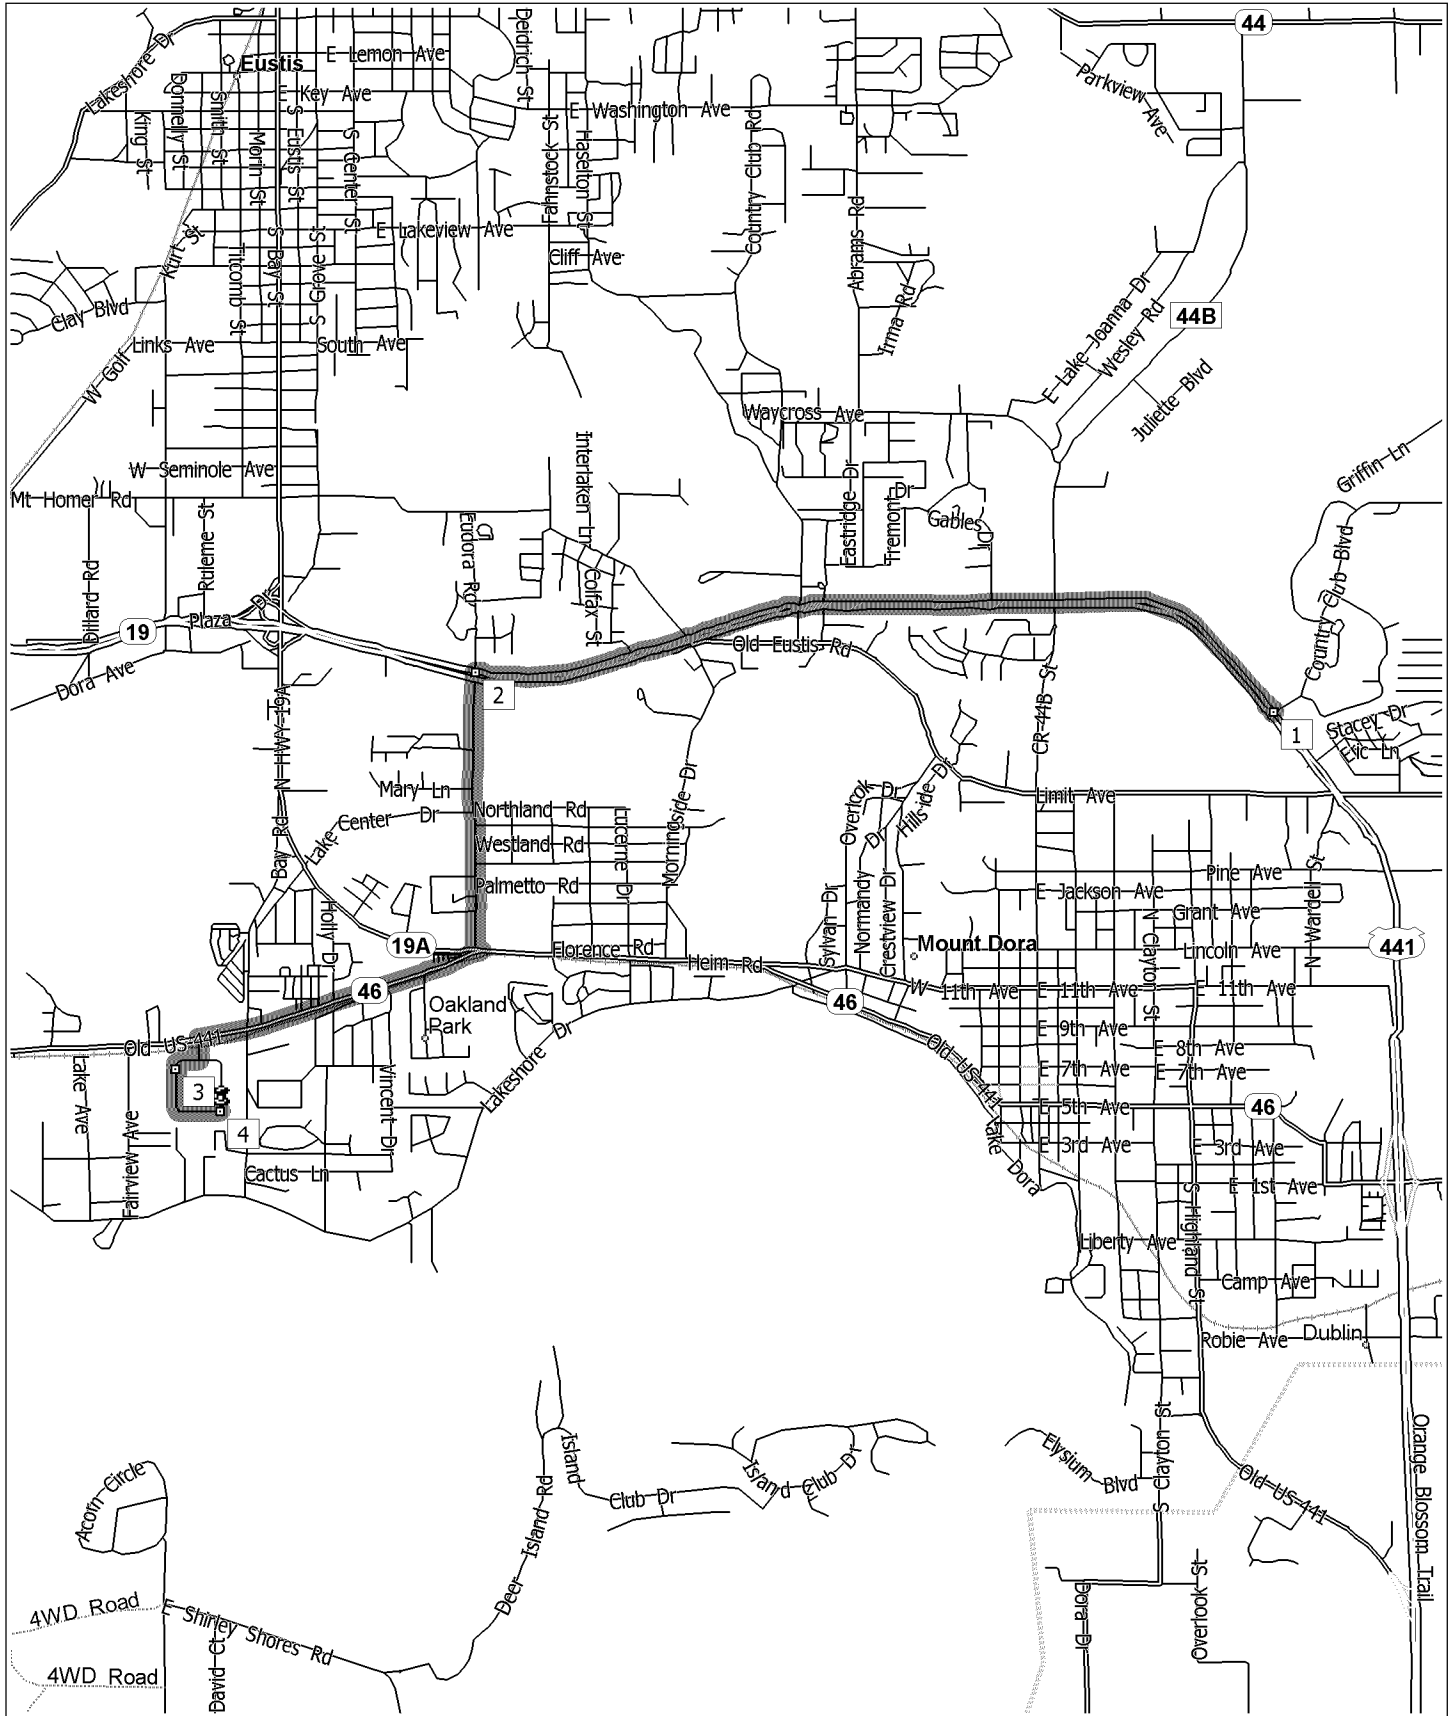 44
Lakeshore Dr
Eustis
E Lemon Ave
Deidrich St
Parkview Ave
E Key Ave
E Washington Ave
King St
Donnelly St
Smith St
Morin St
S Eustis St
S Center St
Fahnstock St
Haselton St
Country Club Rd
Abrams Rd
E Lakeview Ave
Cliff Ave
Kurt St
Titcomb St
S Bay St
S Grove St
Irma Rd
E Lake Joanna Dr
Wesley Rd
44B
Clay Blvd
Links Ave
South Ave
W Golf
Juliette Blvd
Waycross Ave
W Seminole Ave
Mt Homer Rd
Interlaken Ln
Griffin Ln
Eudora Rd
Ruleme St
Dillard Rd
Eastridge Dr
Tremont Dr
Gables Dr
Country Club Blvd
Colfax St
19
Plaza Dr
Old Eustis Rd
Dora Ave
2
CR-44B St
1
Stacey Dr
Eric Ln
N HWY-19A
Mary Ln
Lake Center Dr
Northland Rd
Westland Rd
Palmetto Rd
Lucerne Dr
Morningside Dr
Overlook Dr
Hillside Dr
Limit Ave
Bay Rd
Holly Dr
19A
Florence Rd
Heim Rd
Sylvan Dr
Normandy Dr
Crestview Dr
Mount Dora
Pine Ave
E Jackson Ave
Grant Ave
Lincoln Ave
N Clayton St
N Wardell St
441
46
Oakland Park
46
W 11th Ave
E 11th Ave
E 11th Ave
E 9th Ave
E 8th Ave
E 7th Ave
E 7th Ave
Old US-441
Old US-441
3
4
Lake Ave
Fairview Ave
Vincent Dr
Lakeshore Dr
Cactus Ln
E 5th Ave
46
E 3rd Ave
E 3rd Ave
Lake Dora
E 1st Ave
S Highland St
Liberty Ave
Camp Ave
Robie Ave
Dublin
Acorn Circle
Island Club Dr
Island Club Dr
Deer Island Rd
Elysium Blvd
S Clayton St
Old US-441
Orange Blossom Trail
4WD Road
E Shirley Shores Rd
4WD Road
David Ct
Dora Dr
Overlook St